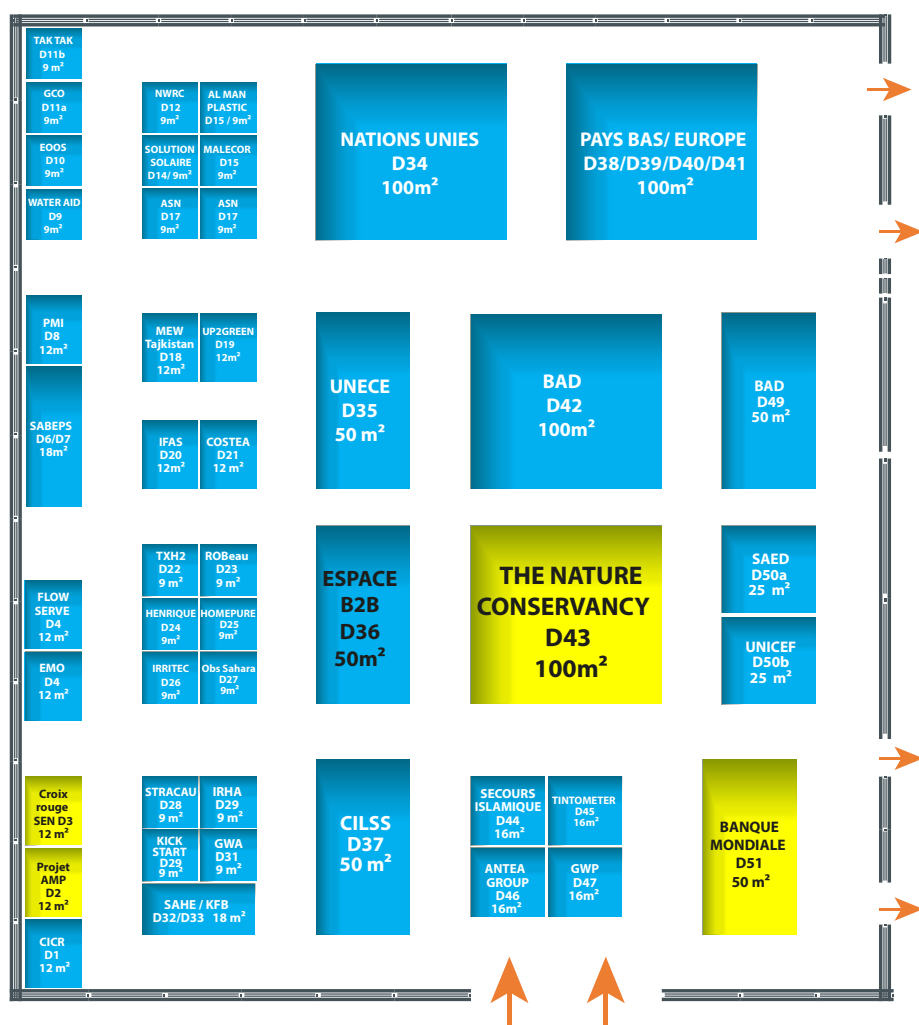 TAK TAK
D11b
9 m²
GCO
D11a
9m²
EOOS
D10
9m²
WATER AID
D9
9m²
NWRC
D12
9m²
AL MAN
PLASTIC
D15 / 9m²
SOLUTION
SOLAIRE
D14/ 9m²
MALECOR
D15
9m²
ASN
D17
9m²
ASN
D17
9m²
NATIONS UNIES
D34
100m²
PAYS BAS/ EUROPE
D38/D39/D40/D41
100m²
PMI
D8
12m²
SABEPS
D6/D7
18m²
MEW
Tajkistan
D18
12m²
UP2GREEN
D19
12m²
IFAS
D20
12m²
COSTEA
D21
12 m²
UNECE
D35
50 m²
BAD
D42
100m²
BAD
D49
50 m²
FLOW
SERVE
D4
12 m²
EMO
D4
12 m²
TXH2
D22
9 m²
ROBeau
D23
9 m²
HENRIQUE
D24
9m²
HOMEPURE
D25
9m²
IRRITEC
D26
9m²
Obs Sahara
D27
9m²
ESPACE
B2B
D36
50m²
THE NATURE
CONSERVANCY
D43
100m²
SAED
D50a
25 m²
UNICEF
D50b
25 m²
Croix
rouge
SEN D3
12 m²
Projet
AMP
D2
12 m²
CICR
D1
12 m²
STRACAU
D28
9 m²
IRHA
D29
9 m²
KICK
START
D29
9 m²
GWA
D31
9 m²
SAHE / KFB
D32/D33 18 m²
CILSS
D37
50 m²
SECOURS
ISLAMIQUE
D44
16m²
TINTOMETER
D45
16m²
ANTEA
GROUP
D46
16m²
GWP
D47
16m²
BANQUE
MONDIALE
D51
50 m²